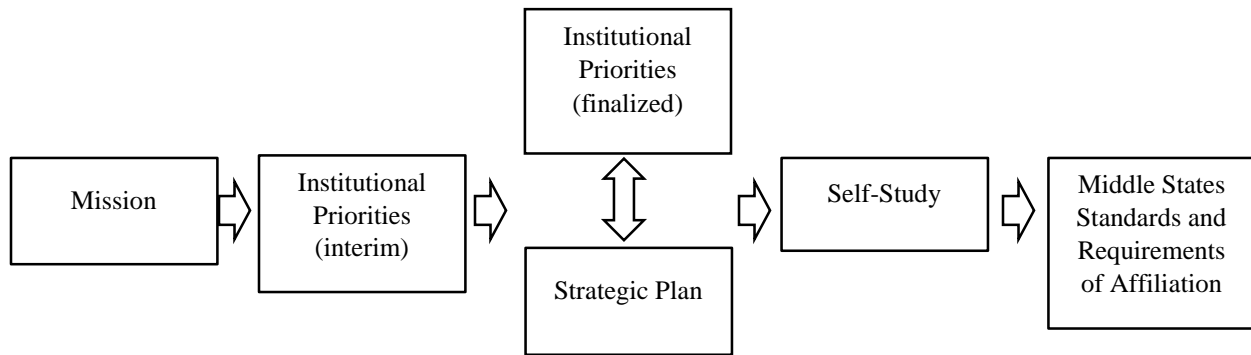 Mission
Institutional
Priorities
(interim)
Institutional
Priorities
(finalized)
Strategic Plan
Self-Study
Middle States
Standards and
Requirements
of Affiliation